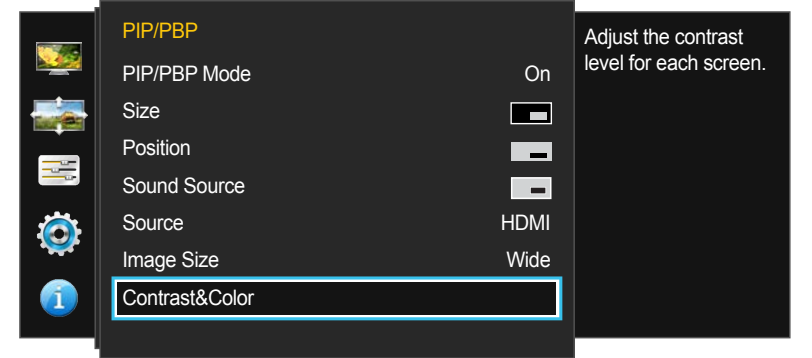 PIP/PBP
PIP/PBP Mode On
Size
Position
Sound Source
Source HDMI
Image Size Wide
Contrast&Color
Adjust the contrast
level for each screen.
i